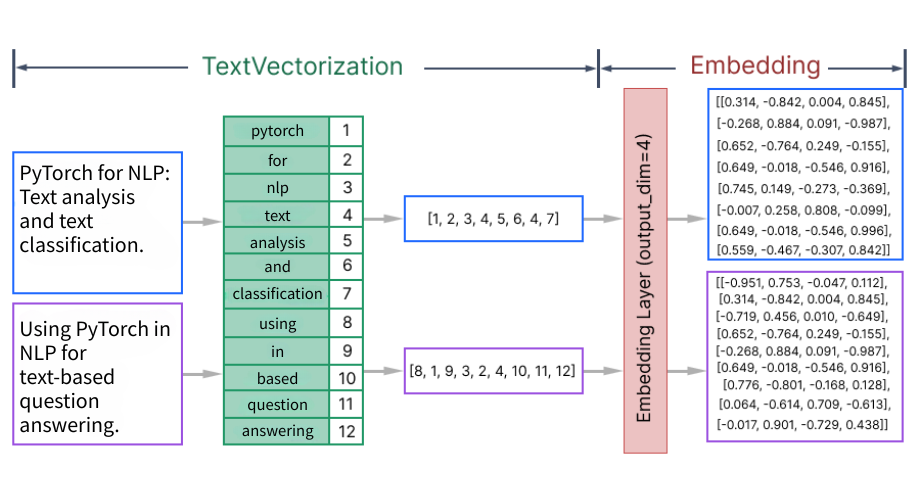 TextVectorization
Embedding
PyTorch for NLP:
Text analysis
and text
classification.
Using PyTorch in
NLP for
text-based
question
answering.
pytorch 1
for 2
nlp 3
text 4
analysis 5
and 6
classification 7
using 8
in 9
based 10
question 11
answering 12
[1, 2, 3, 4, 5, 6, 4, 7]
[8, 1, 9, 3, 2, 4, 10, 11, 12]
Embedding Layer (output_dim=4)
[[0.314, -0.842, 0.004, 0.845],
[-0.268, 0.884, 0.091, -0.987],
[0.652, -0.764, 0.249, -0.155],
[0.649, -0.018, -0.546, 0.916],
[0.745, 0.149, -0.273, -0.369],
[-0.007, 0.258, 0.808, -0.099],
[0.649, -0.018, -0.546, 0.996],
[0.559, -0.467, -0.307, 0.842]]
[[-0.951, 0.753, -0.047, 0.112],
[0.314, -0.842, 0.004, 0.845],
[-0.719, 0.456, 0.010, -0.649],
[0.652, -0.764, 0.249, -0.155],
[-0.268, 0.884, 0.091, -0.987],
[0.649, -0.018, -0.546, 0.916],
[0.776, -0.801, -0.168, 0.128],
[0.064, -0.614, 0.709, -0.613],
[-0.017, 0.901, -0.729, 0.438]]